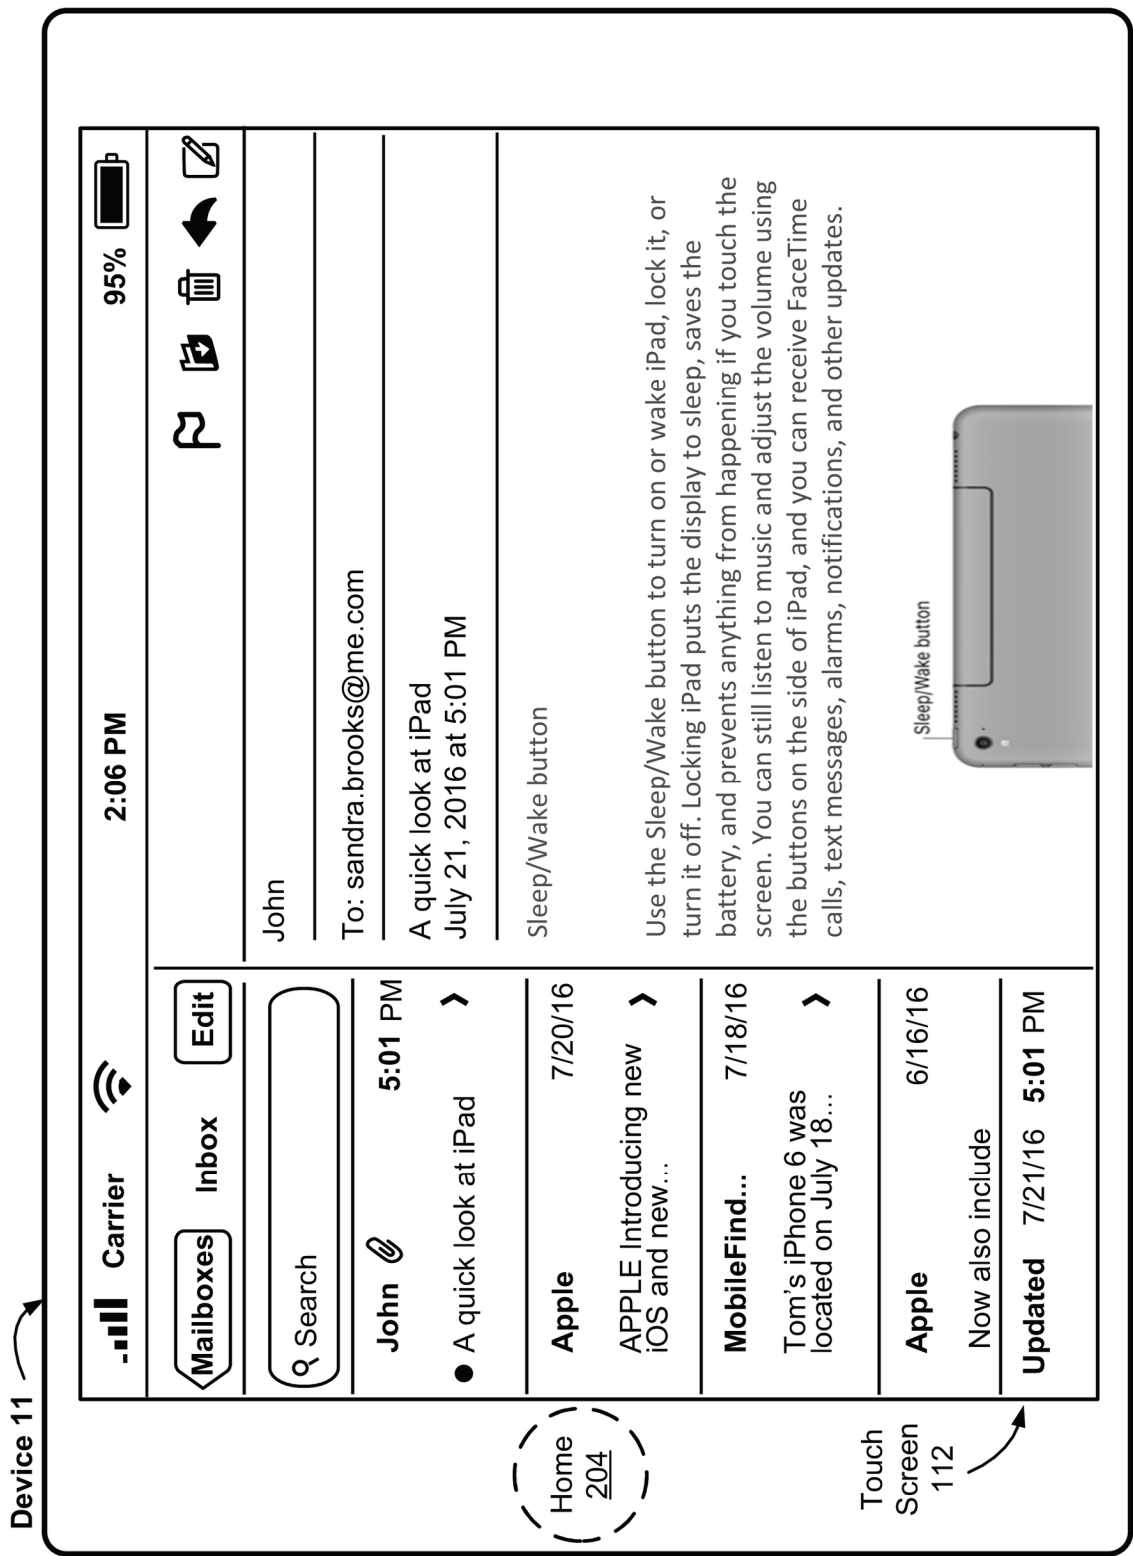 Device 11
Carrier
2:06 PM
95%
Mailboxes
Inbox
Edit
Search
John
5:01 PM
A quick look at iPad
Apple
7/20/16
APPLE Introducing new
iOS and new...
MobileFind...
7/18/16
Tom's iPhone 6 was
located on July 18...
Apple
6/16/16
Now also include
Updated 7/21/16 5:01 PM
John
To: sandra.brooks@me.com
A quick look at iPad
July 21, 2016 at 5:01 PM
Sleep/Wake button
Use the Sleep/Wake button to turn on or wake iPad, lock it, or
turn it off. Locking iPad puts the display to sleep, saves the
battery, and prevents anything from happening if you touch the
screen. You can still listen to music and adjust the volume using
the buttons on the side of iPad, and you can receive FaceTime
calls, text messages, alarms, notifications, and other updates.
Sleep/Wake button
Home
204
Touch
Screen
112